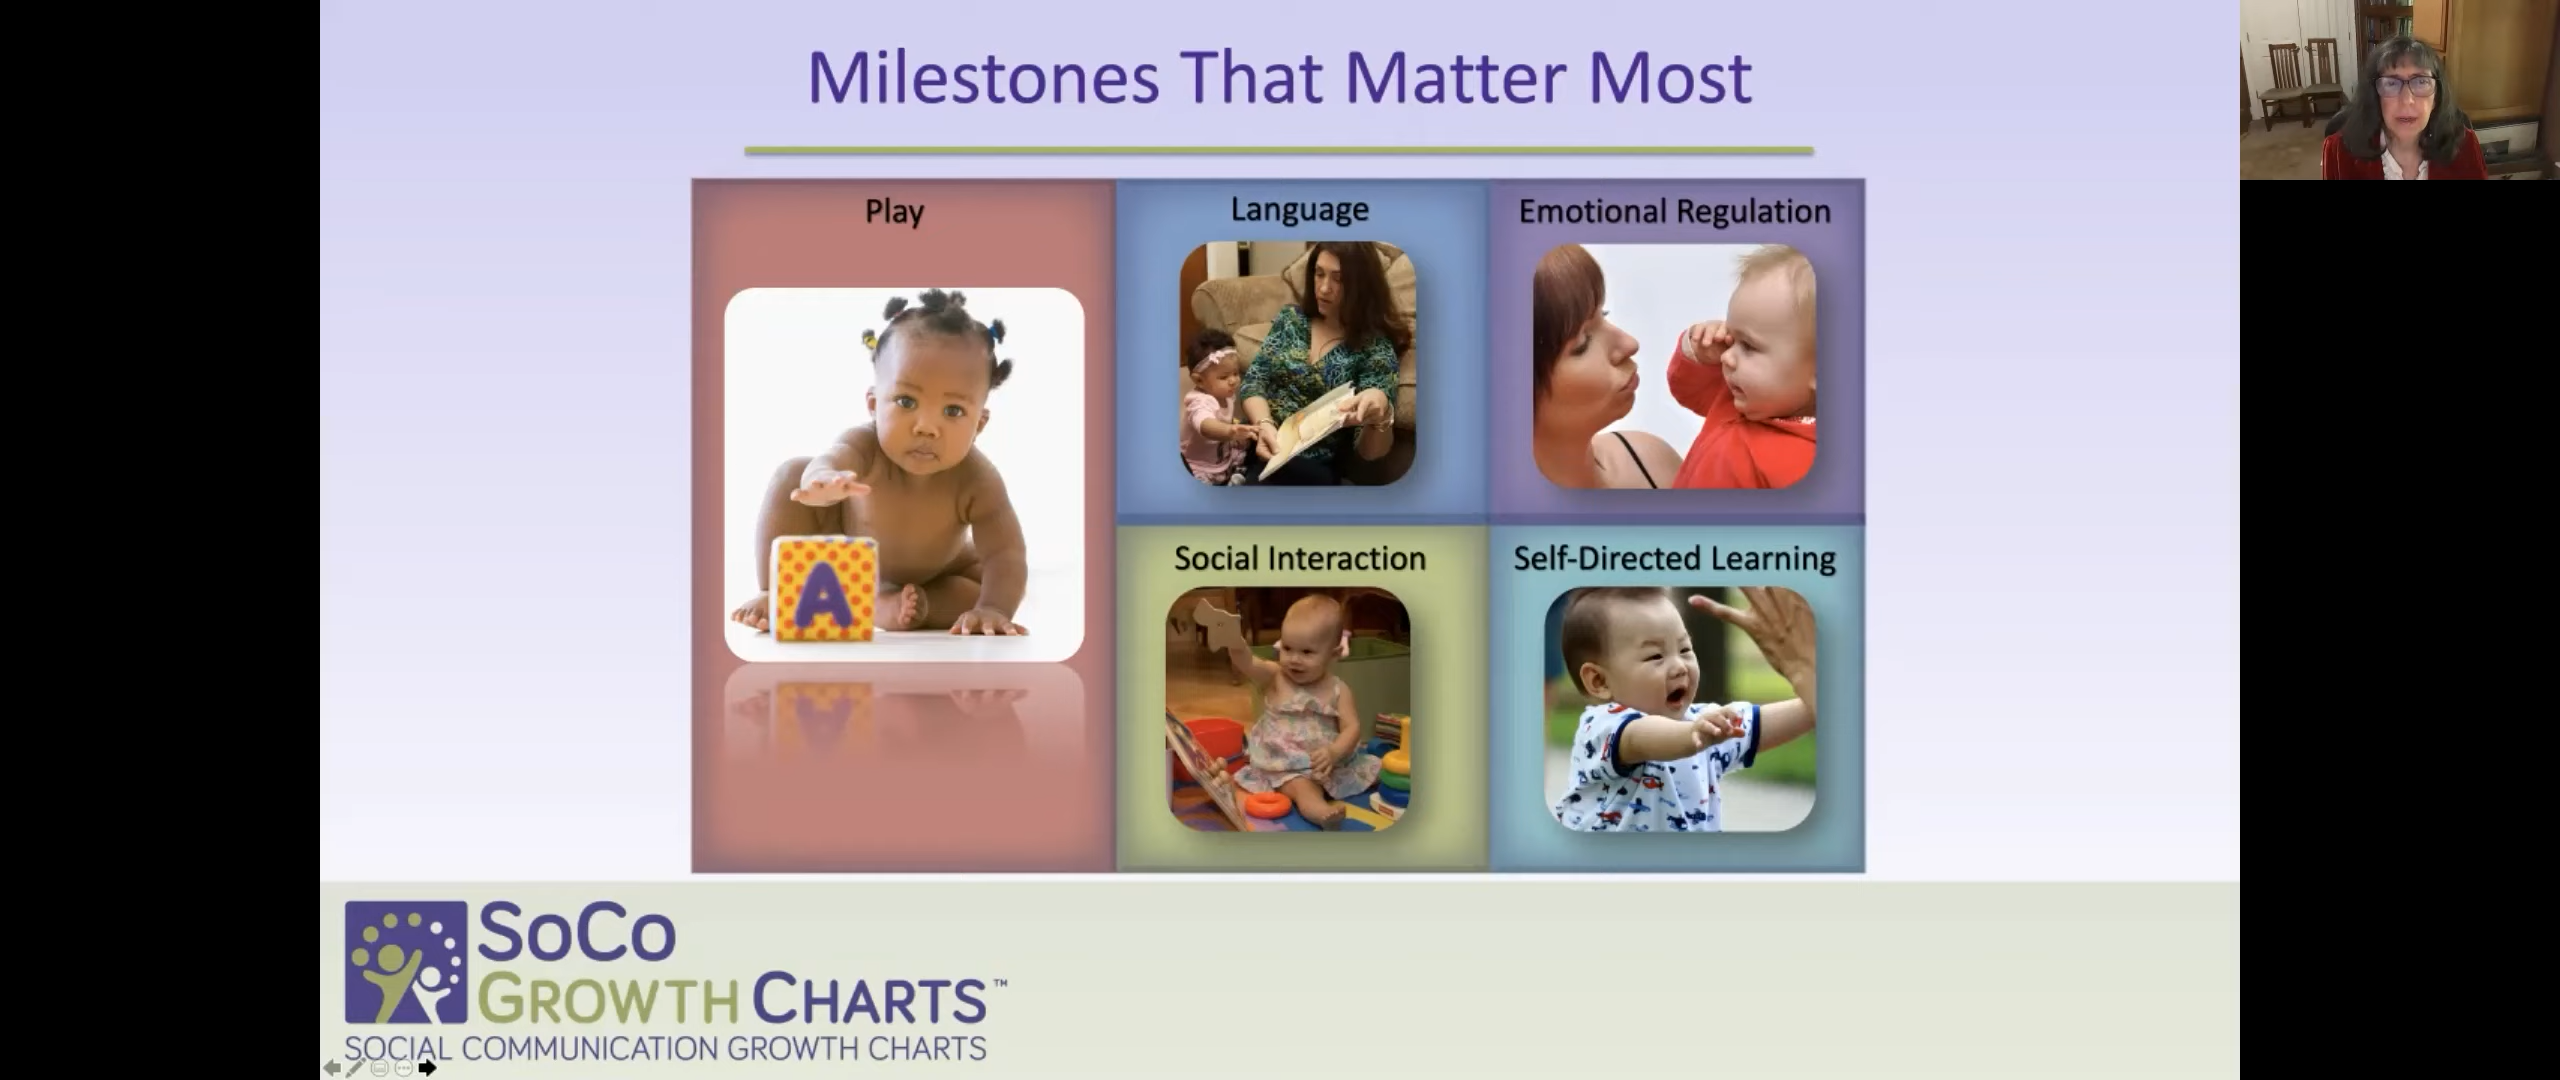 Milestones That Matter Most
Play
Language
Emotional Regulation
A
Social Interaction
Self-Directed Learning
SoCo
GROWTH CHARTS™
SOCIAL COMMUNICATION GROWTH CHARTS